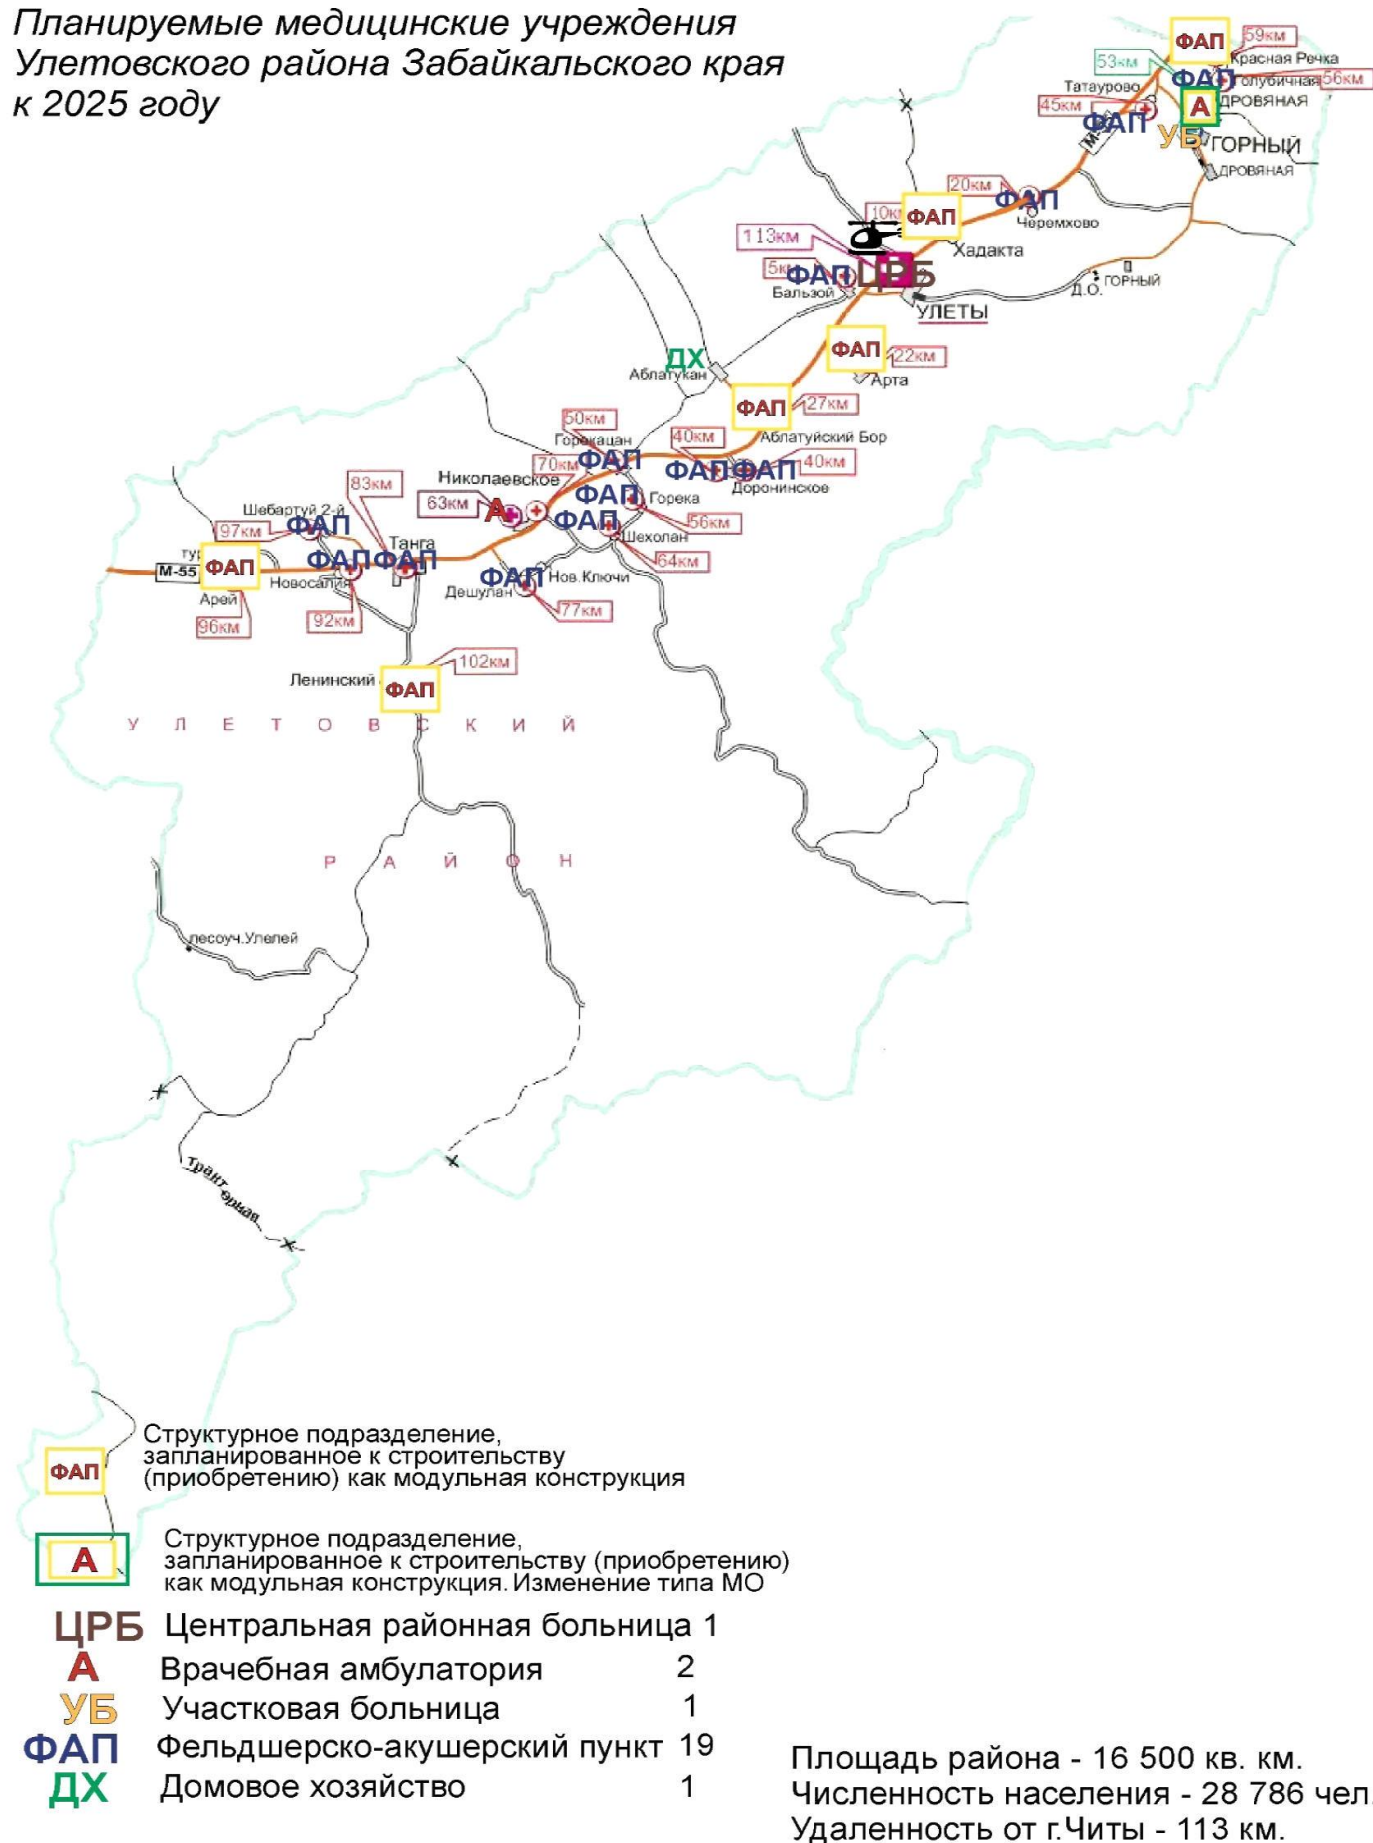 Планируемые медицинские учреждения
Улетовского района Забайкальского края
к 2025 году
ФАП
59км
Красная Речка
53км
ФАП
Голубичная
56км
Татаурово
45км
ФАП
А
ДРОВЯНАЯ
УБ
ГОРНЫЙ
ДРОВЯНАЯ
20км
ФАП
Черемхово
10км
ФАП
Хадакта
113км
5км
ФАП
ЦРБ
Бальзой
УЛЕТЫ
Д.О.
ГОРНЫЙ
ФАП
22км
Арта
ДХ
Аблатукан
ФАП
27км
Аблатуйский Бор
50км
Горекацан
ФАП
40км
ФАП
ФАП
40км
Доронинское
70км
Николаевское
63км
А
ФАП
Горека
56км
ФАП
Шехолан
64км
83км
Шебартуй 2-й
ФАП
97км
Танга
ФАП
ФАП
М-55
ФАП
Новосалия
Арей
96км
92км
ФАП
Нов.Ключи
Дешулан
77км
Ленинский
ФАП
102км
УЛЕТОВСКИЙ
РАЙОН
лесоуч.Улелей
тракторная
ФАП
Структурное подразделение,
запланированное к строительству
(приобретению) как модульная конструкция
А
Структурное подразделение,
запланированное к строительству (приобретению)
как модульная конструкция. Изменение типа МО
ЦРБ Центральная районная больница 1
А Врачебная амбулатория 2
УБ Участковая больница 1
ФАП Фельдшерско-акушерский пункт 19
ДХ Домовое хозяйство 1
Площадь района - 16 500 кв. км.
Численность населения - 28 786 чел.
Удаленность от г.Читы - 113 км.